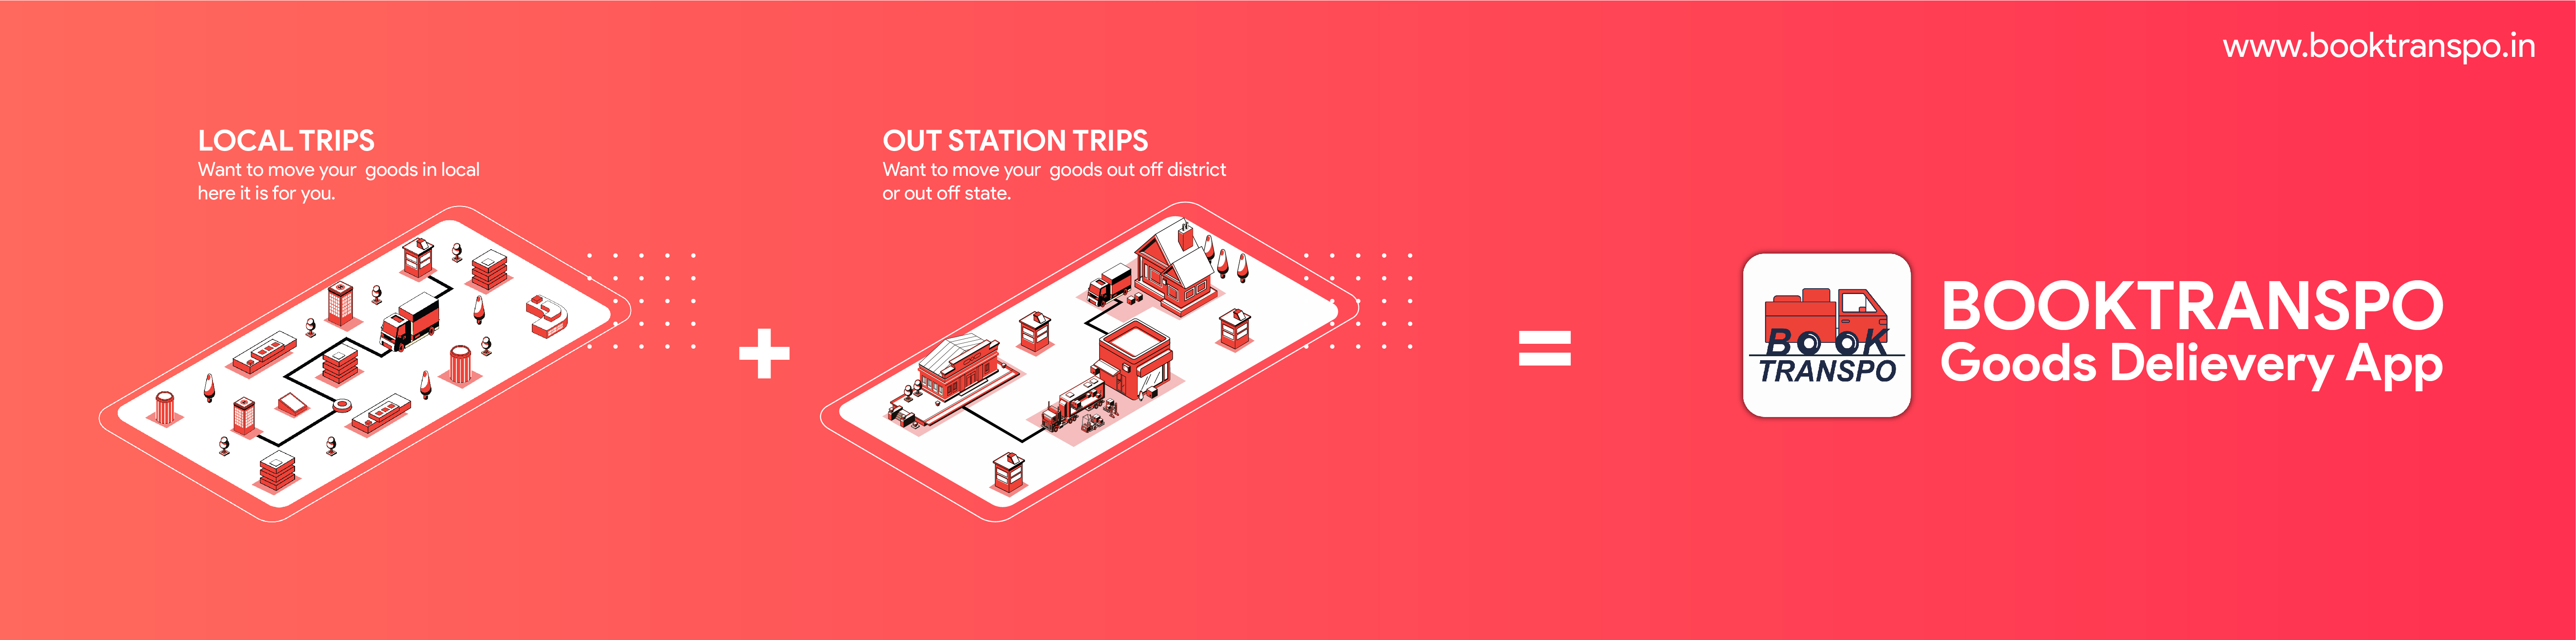 www.booktranspo.in
LOCAL TRIPS
Want to move your goods in local
here it is for you.
OUT STATION TRIPS
Want to move your goods out off district
or out off state.
+
=
BOOK
TRANSPO
BOOKTRANSPO
Goods Delievery App